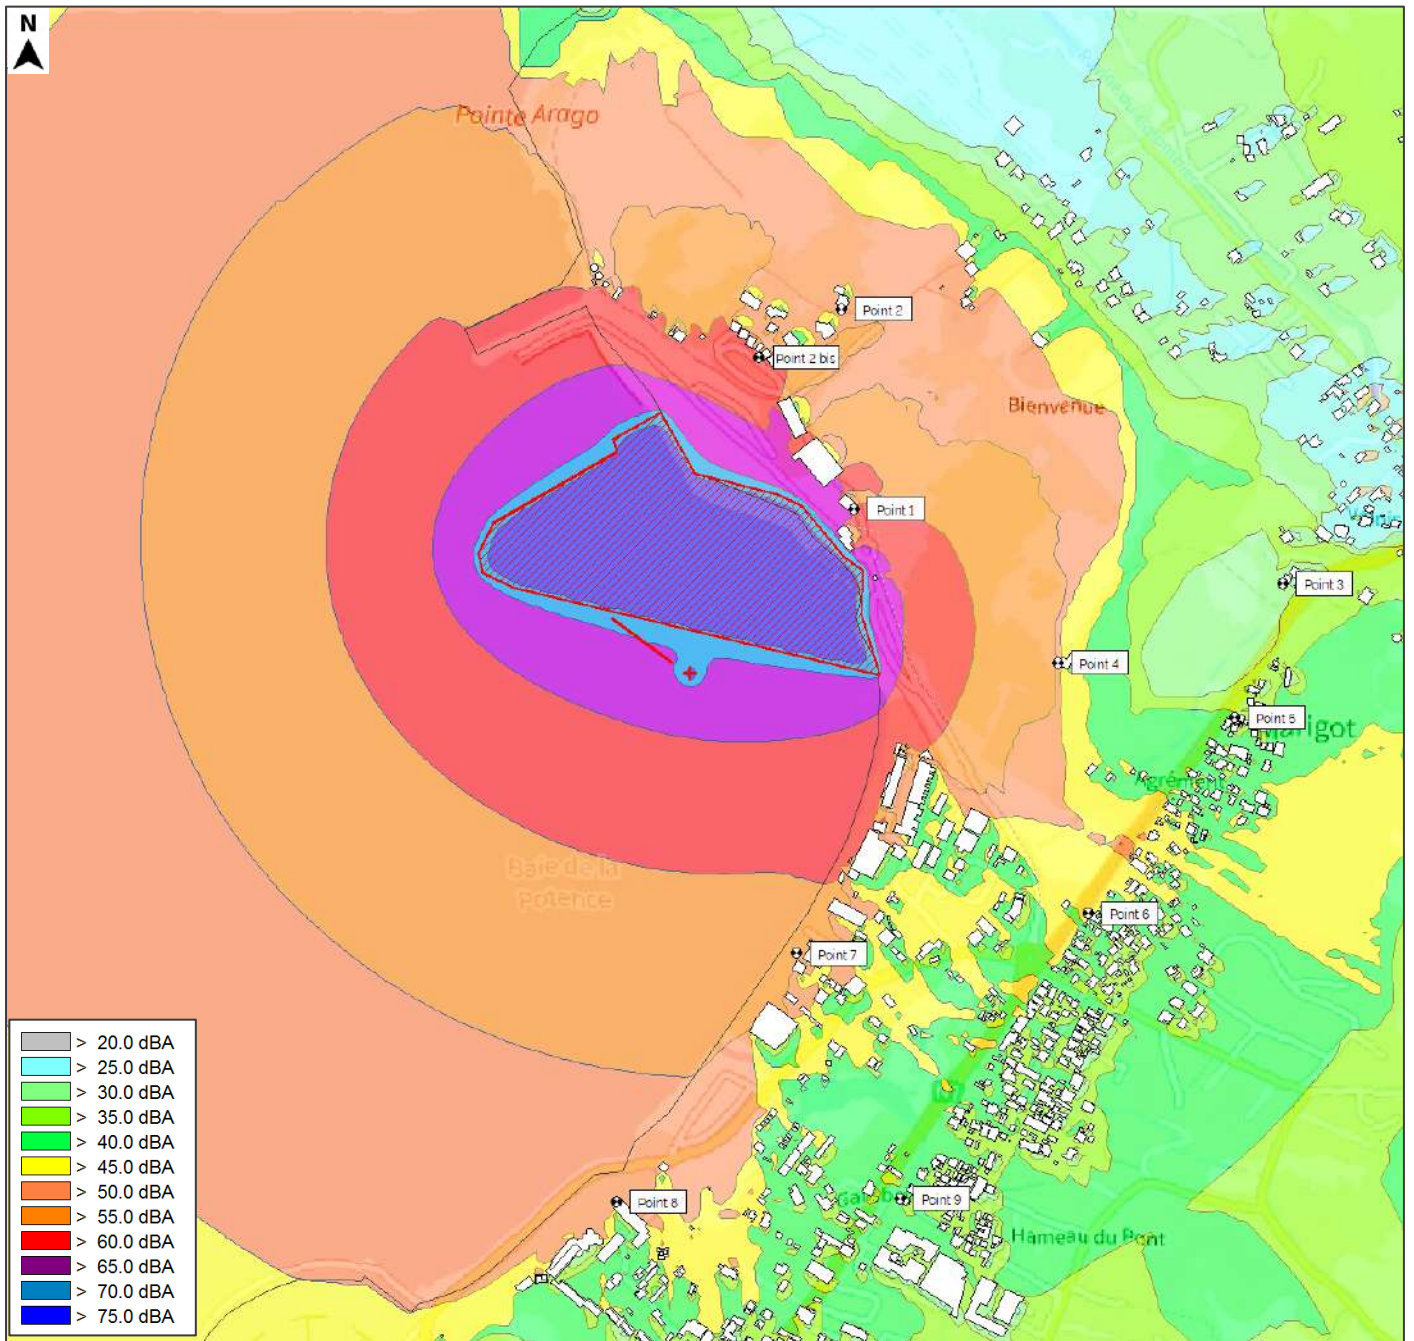 N
Pointe Arago
Point 2
Point 2 bis
Bienvenue
Point 1
Point 3
Point 4
Point 5
Marigot
Agrément
Baie de la
Potence
Point 6
Point 7
Point 8
Point 9
Hameau du Pont
> 20.0 dBA
> 25.0 dBA
> 30.0 dBA
> 35.0 dBA
> 40.0 dBA
> 45.0 dBA
> 50.0 dBA
> 55.0 dBA
> 60.0 dBA
> 65.0 dBA
> 70.0 dBA
> 75.0 dBA